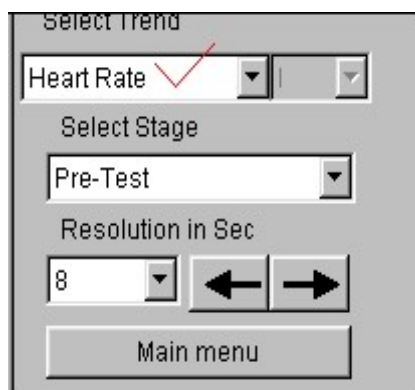 Select Trend
Heart Rate I
Select Stage
Pre-Test
Resolution in Sec
8
Main menu